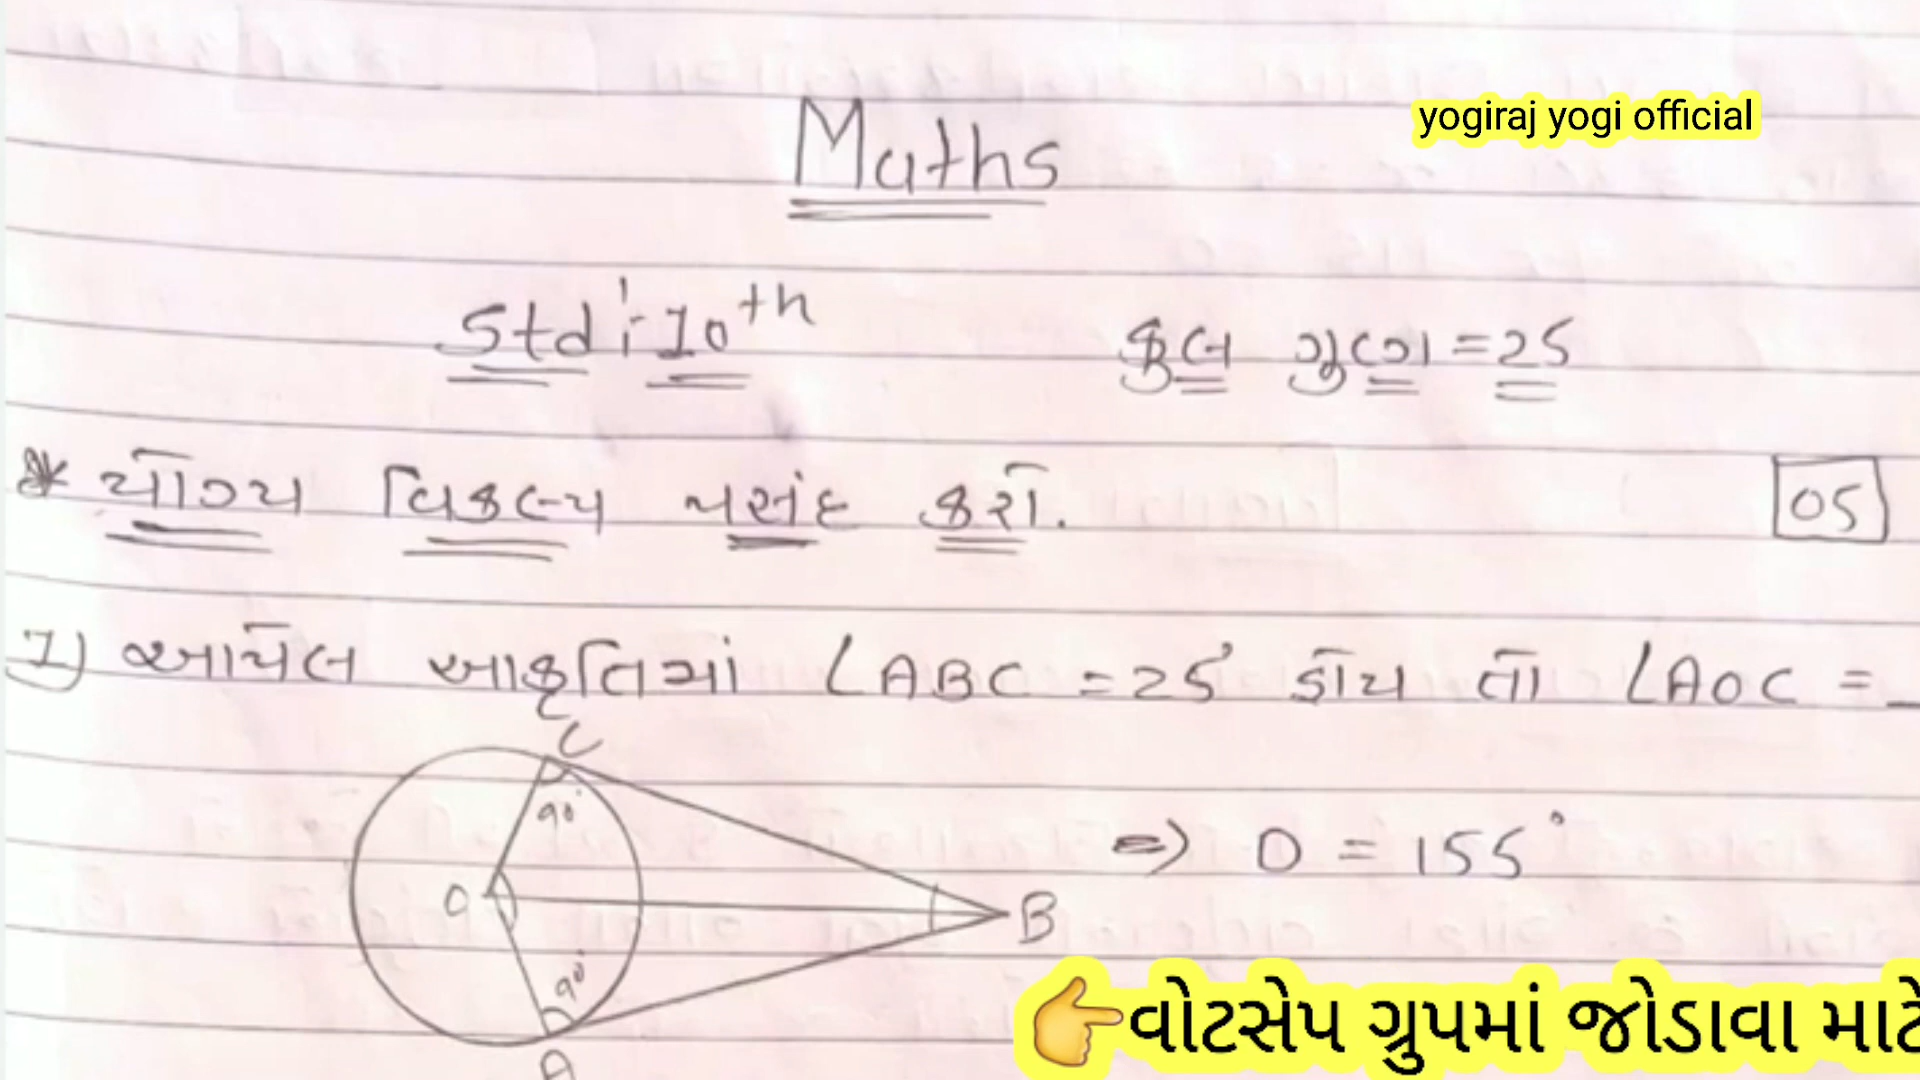 Maths
yogiraj yogi official
Std :- 10th કુલ ગુણ = 25
* યોગ્ય વિકલ્પ પસંદ કરો. 05
1) આપેલ આકૃતિમાં ∠ABC = 25° હોય તો ∠AOC = _
C
90°
⇒ D = 155°
O
B
90°
A
👉વોટસેપ ગ્રુપમાં જોડાવા માટે